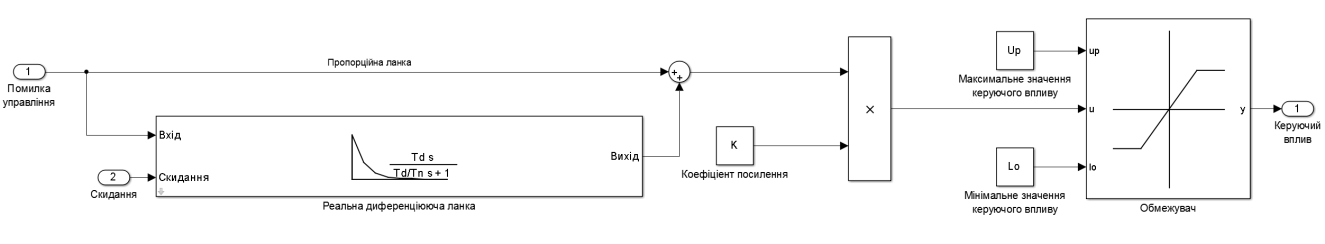 1
Помилка
управління
Пропорційна ланка
+
+
Вхід
2
Скидання
Скидання
Td s
Td/Tn s + 1
Вихід
Реальна диференціююча ланка
K
Коефіцієнт посилення
×
Up
Максимальне значення
керуючого впливу
Lo
Мінімальне значення
керуючого впливу
up
u
lo
y
Обмежувач
1
Керуючий
вплив